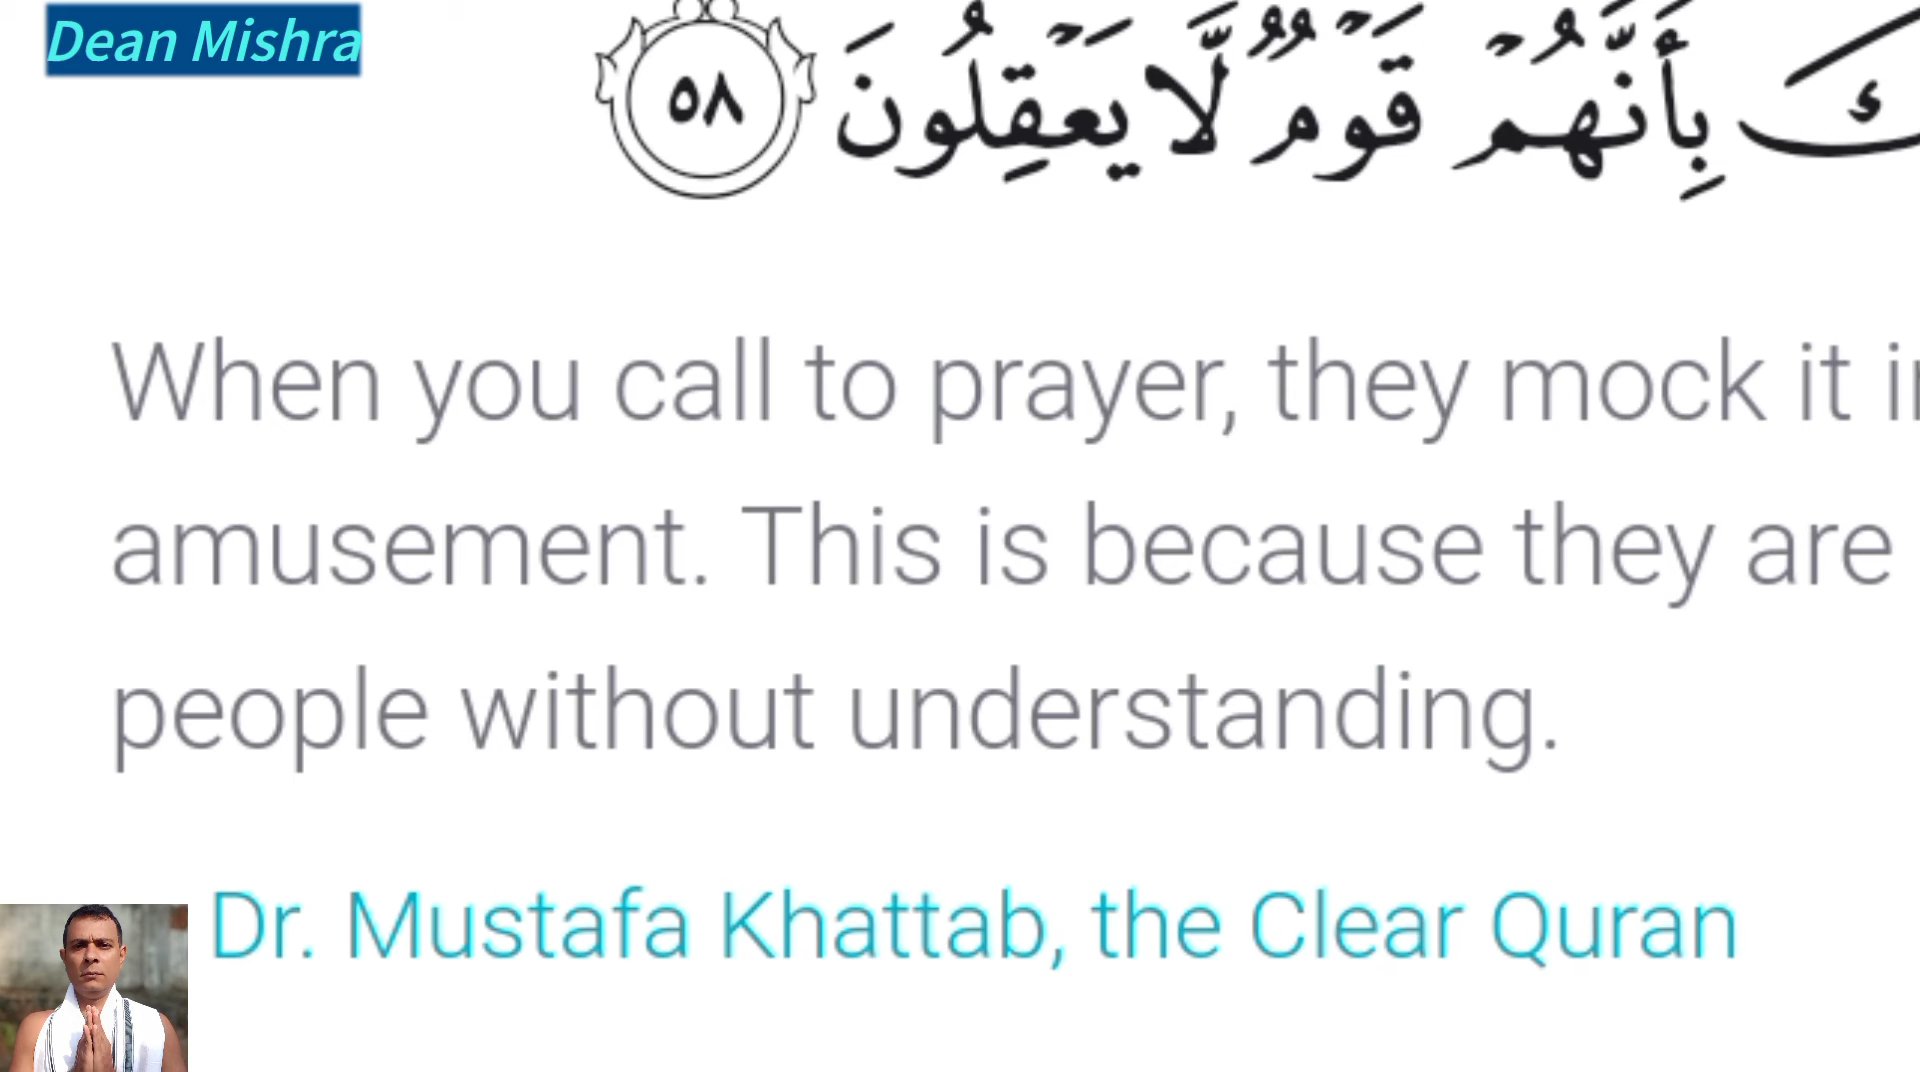 Dean Mishra
كَ بِأَنَّهُمْ قَوْمٌ لَّا يَعْقِلُونَ ٥٨
When you call to prayer, they mock it i
amusement. This is because they are
people without understanding.
Dr. Mustafa Khattab, the Clear Quran